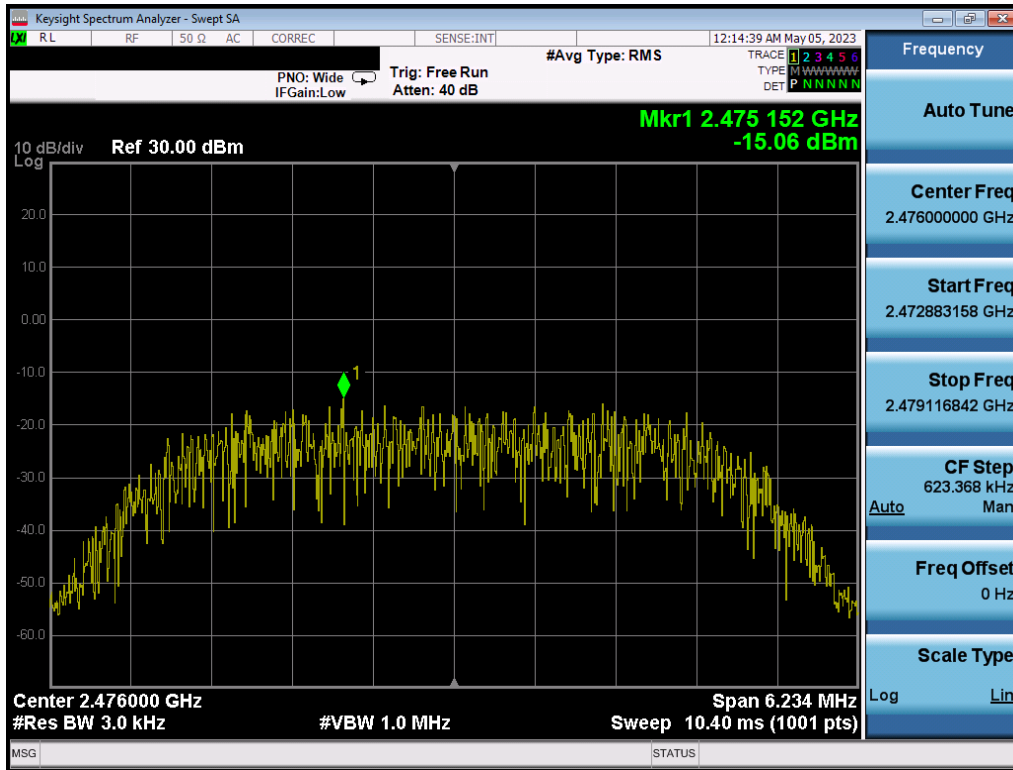 Keysight Spectrum Analyzer - Swept SA
LXI RL RF 50 Ω AC CORREC SENSE:INT 12:14:39 AM May 05, 2023
#Avg Type: RMS
TRACE 1 2 3 4 5 6
PNO: Wide Trig: Free Run TYPE M WWWWW
IFGain:Low Atten: 40 dB DET P N N N N N
Mkr1 2.475 152 GHz
-15.06 dBm
10 dB/div Ref 30.00 dBm
Log
1
20.0
10.0
0.00
-10.0
-20.0
-30.0
-40.0
-50.0
-60.0
Center 2.476000 GHz Span 6.234 MHz
#Res BW 3.0 kHz #VBW 1.0 MHz Sweep 10.40 ms (1001 pts)
MSG STATUS
Frequency
Auto Tune
Center Freq
2.476000000 GHz
Start Freq
2.472883158 GHz
Stop Freq
2.479116842 GHz
CF Step
623.368 kHz
Auto Man
Freq Offset
0 Hz
Scale Type
Log Lin